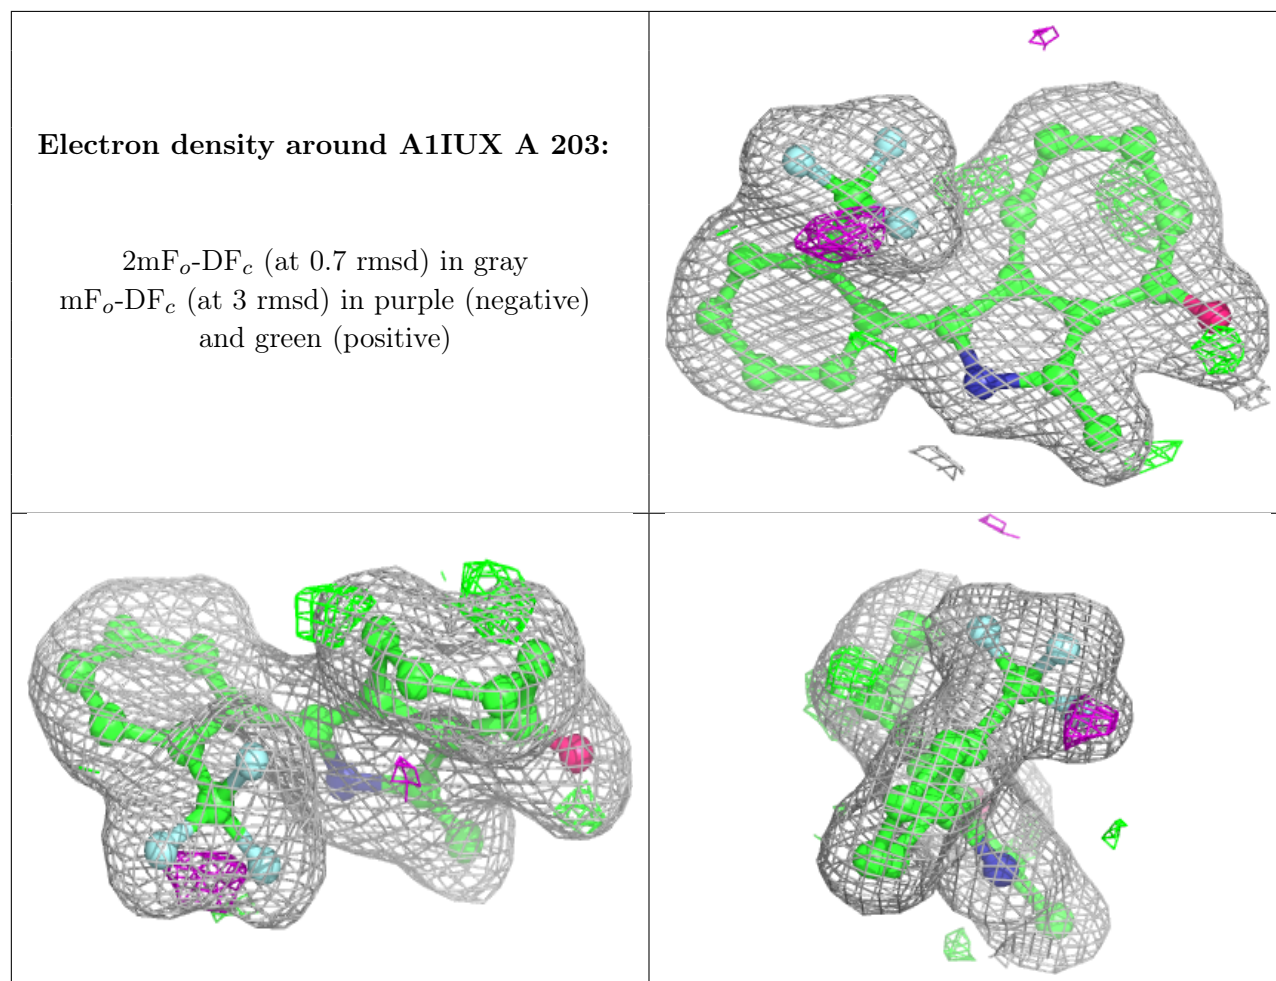 Electron density around A1IUX A 203:
2mFo-DFc (at 0.7 rmsd) in gray
mFo-DFc (at 3 rmsd) in purple (negative)
and green (positive)